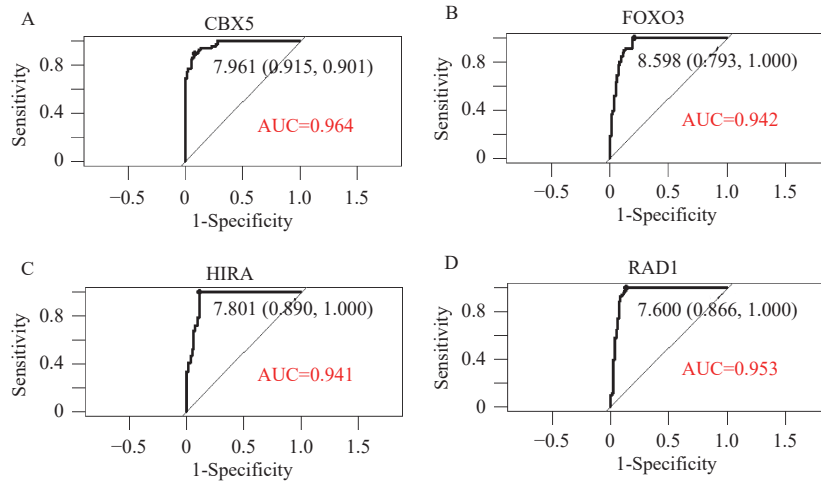 A
CBX5
0.8
0.4
0
Sensitivity
7.961 (0.915, 0.901)
AUC=0.964
−0.5 0 0.5 1.0 1.5
1-Specificity
B
FOXO3
0.8
0.4
0
Sensitivity
8.598 (0.793, 1.000)
AUC=0.942
−0.5 0 0.5 1.0 1.5
1-Specificity
C
HIRA
0.8
0.4
0
Sensitivity
7.801 (0.890, 1.000)
AUC=0.941
−0.5 0 0.5 1.0 1.5
1-Specificity
D
RAD1
0.8
0.4
0
Sensitivity
7.600 (0.866, 1.000)
AUC=0.953
−0.5 0 0.5 1.0 1.5
1-Specificity